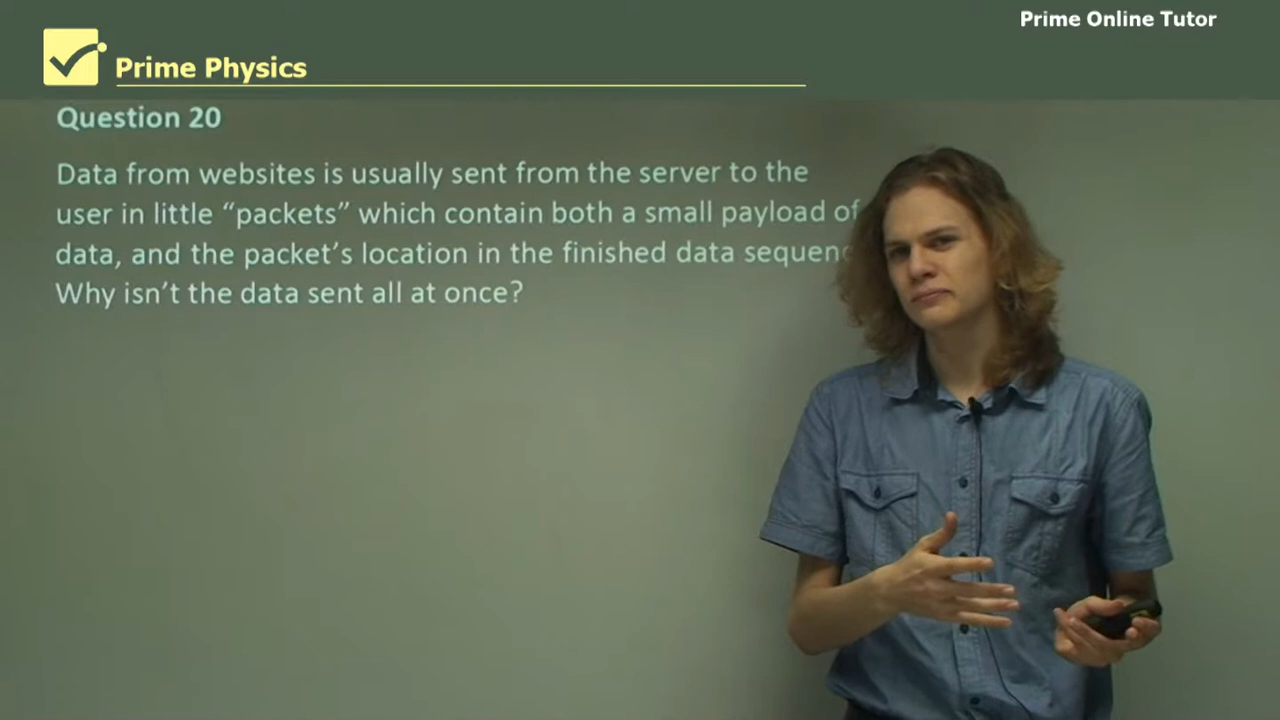 Prime Online Tutor
Prime Physics
Question 20
Data from websites is usually sent from the server to the
user in little “packets” which contain both a small payload of
data, and the packet’s location in the finished data
Why isn’t the data sent all at once?